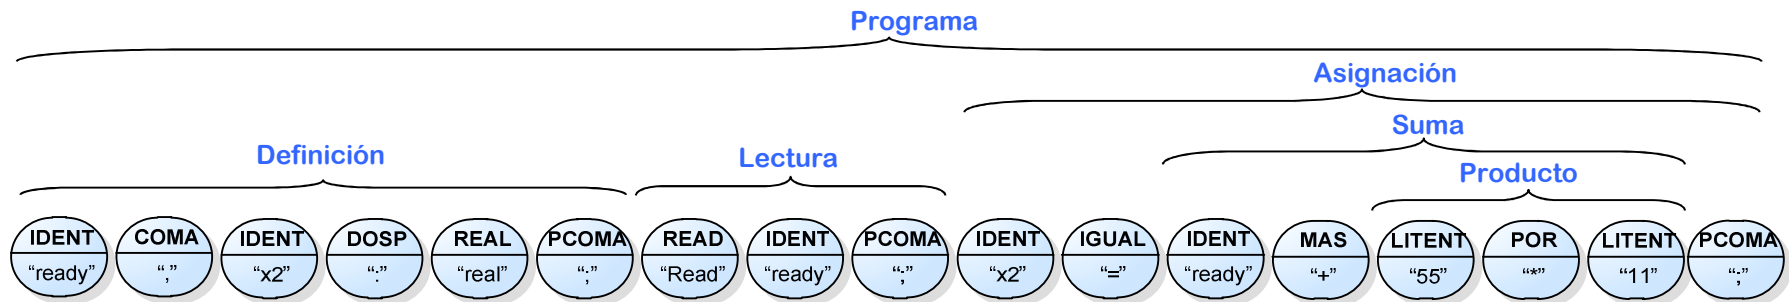 Programa
Asignación
Suma
Definición
Lectura
Producto
IDENT COMA IDENT DOSP REAL PCOMA READ IDENT PCOMA IDENT IGUAL IDENT MAS LITENT POR LITENT PCOMA
“ready” “,” “x2” “:” “real” “;” “Read” “ready” “;” “x2” “=” “ready” “+” “55” “*” “11” “;”